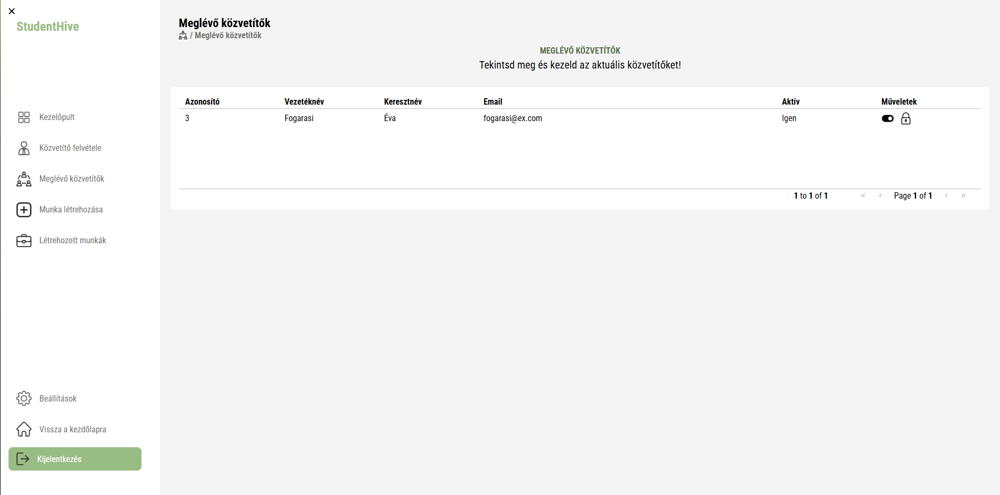 StudentHive
Kezelőpult
Közvetítő felvétele
Meglévő közvetítők
Munka létrehozása
Létrehozott munkák
Beállítások
Vissza a kezdőlapra
Kijelentkezés
Meglévő közvetítők
/ Meglévő közvetítők
MEGLÉVŐ KÖZVETÍTŐK
Tekintsd meg és kezeld az aktuális közvetítőket!
Azonosító Vezetéknév Keresztnév Email Aktív Műveletek
3 Fogarasi Éva fogarasi@ex.com Igen
1 to 1 of 1 Page 1 of 1